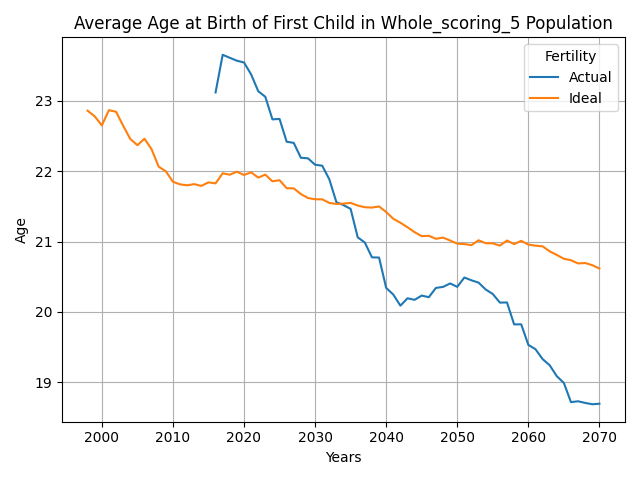 Average Age at Birth of First Child in Whole_scoring_5 Population
Fertility
Actual
Ideal
Age
23
22
21
20
19
2000 2010 2020 2030 2040 2050 2060 2070
Years